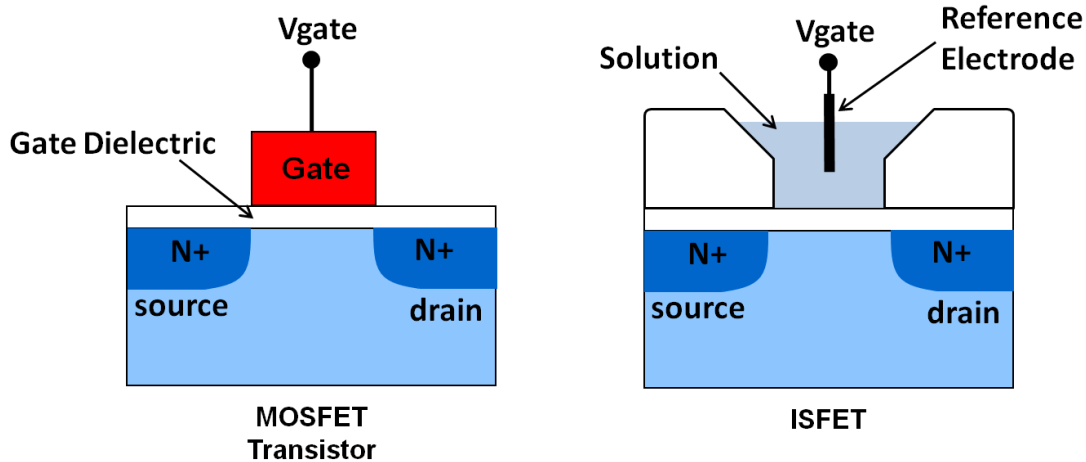 Vgate
Gate Dielectric
Gate
N+
N+
source
drain
MOSFET
Transistor
Vgate
Reference
Electrode
Solution
N+
N+
source
drain
ISFET